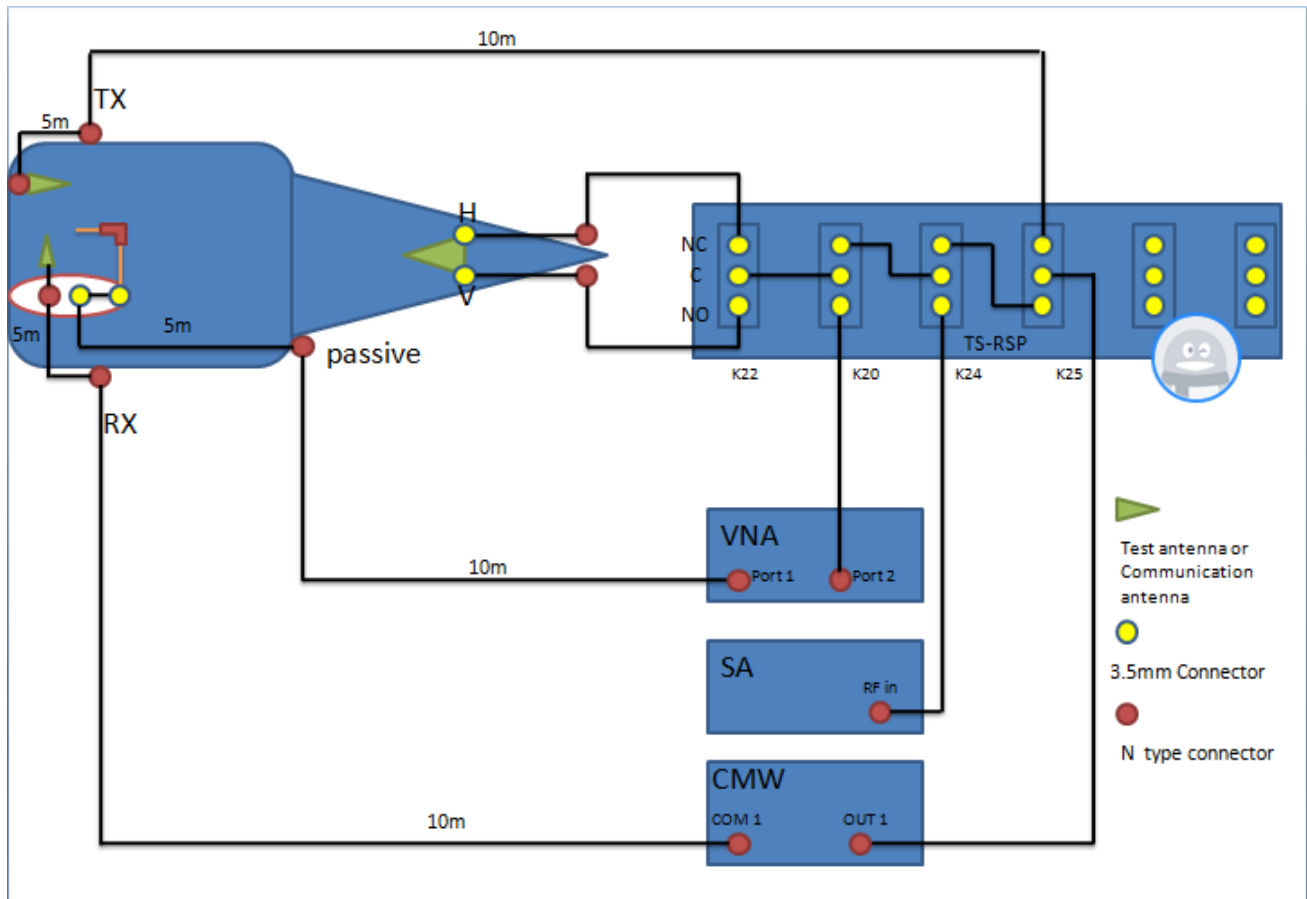 10m
TX
5m
H
NC
C
V
NO
5m
5m
TS-RSP
passive
K22
K20
K24
K25
RX
VNA
Test antenna or
Communication
antenna
10m
Port 1
Port 2
SA
3.5mm Connector
RF in
N type connector
CMW
10m
COM 1
OUT 1